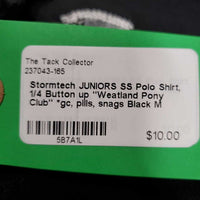 The Tack Collector
237043-165
Stormtech JUNIORS SS Polo Shirt,
1/4 Button up "Weatland Pony
Club" *gc, pills, snags Black M
$10.00
5B7A1L